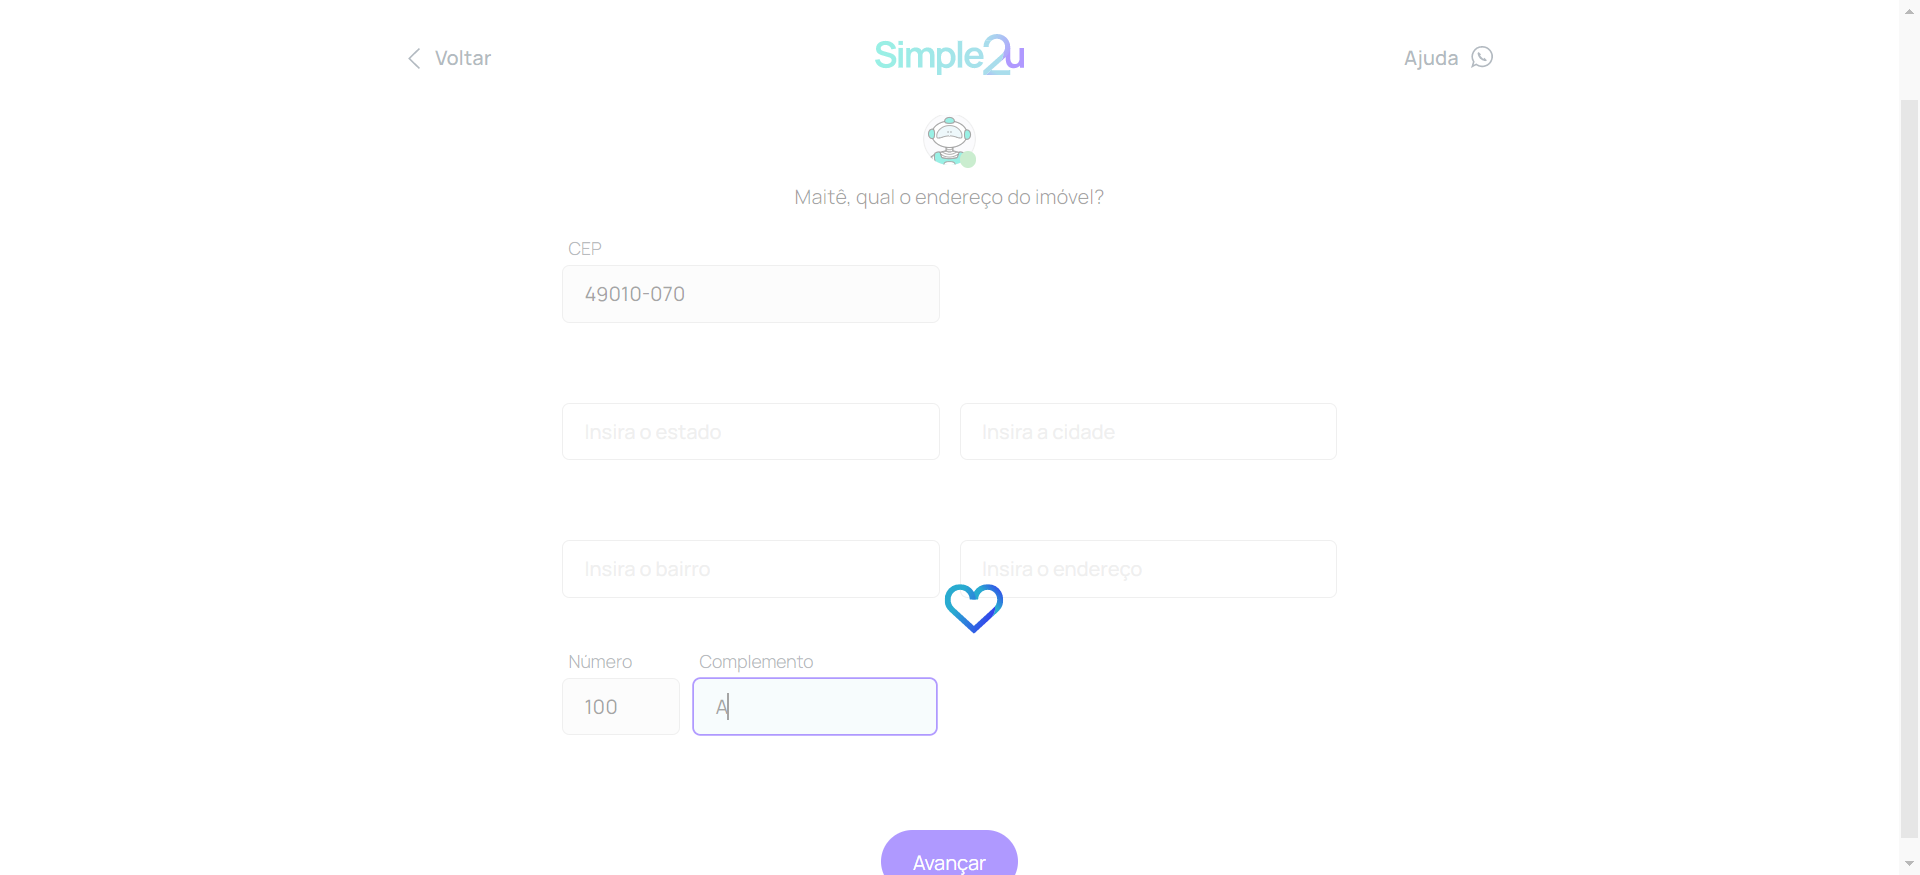 Voltar
Simple2u
Ajuda
Maitê, qual o endereço do imóvel?
CEP
49010-070
Insira o estado
Insira a cidade
Insira o bairro
Insira o endereço
Número
Complemento
100
A
Avançar